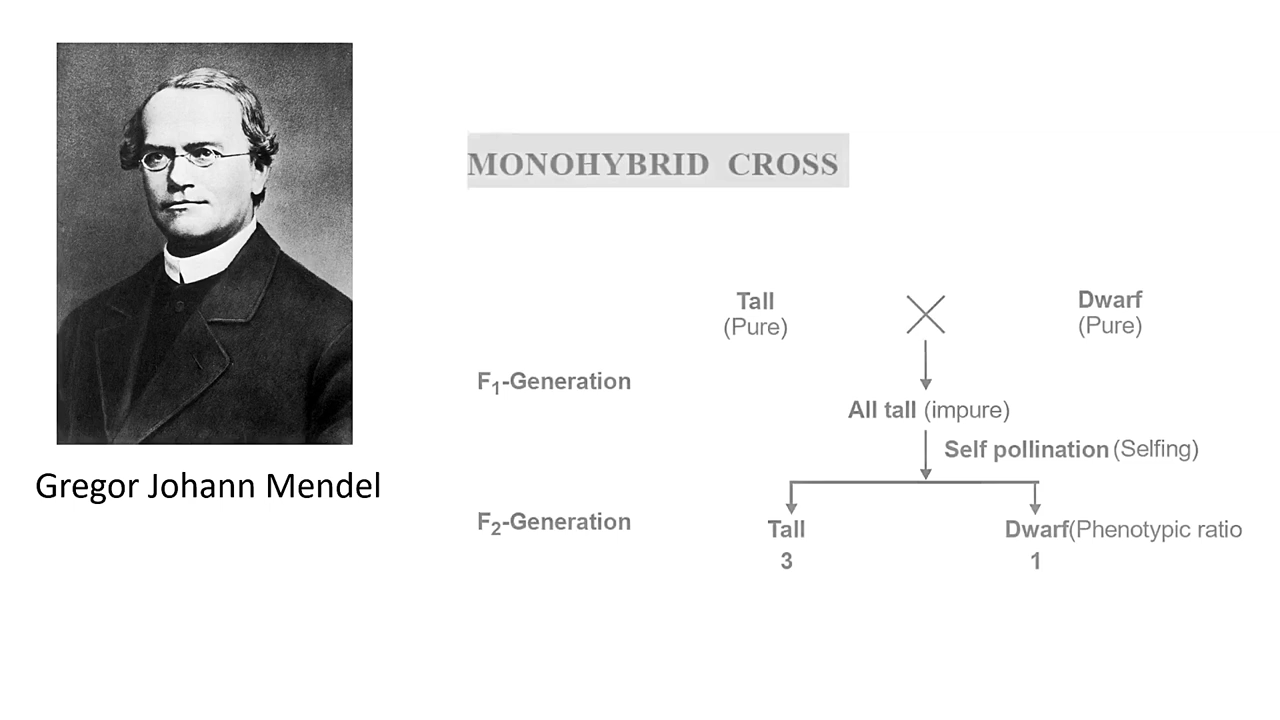 MONOHYBRID CROSS
Tall
(Pure)
Dwarf
(Pure)
F₁-Generation
All tall (impure)
Self pollination (Selfing)
Gregor Johann Mendel
F₂-Generation
Tall
3
Dwarf(Phenotypic ratio
1